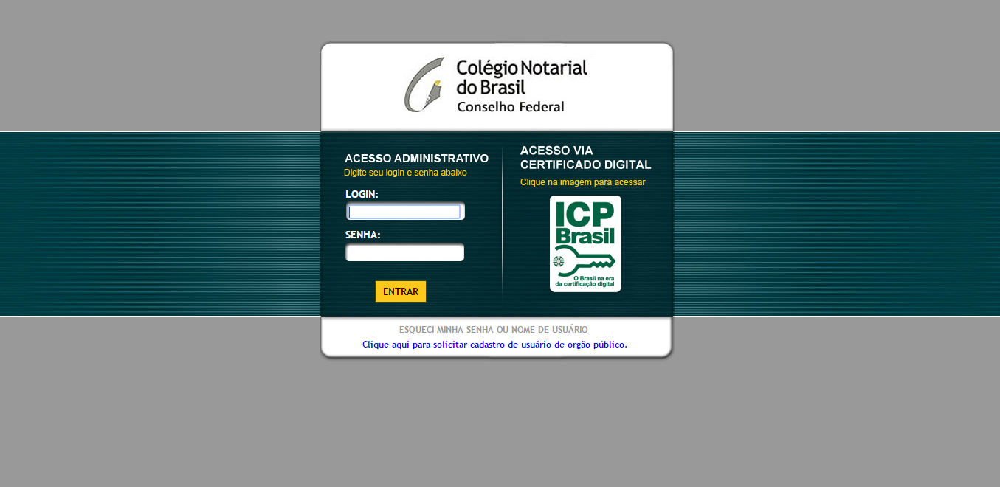 Colégio Notarial
do Brasil
Conselho Federal
ACESSO ADMINISTRATIVO
Digite seu login e senha abaixo
LOGIN:
SENHA:
ENTRAR
ACESSO VIA
CERTIFICADO DIGITAL
Clique na imagem para acessar
ICP
Brasil
O Brasil na era
da certificação digital
ESQUECI MINHA SENHA OU NOME DE USUÁRIO
Clique aqui para solicitar cadastro de usuário de orgão público.